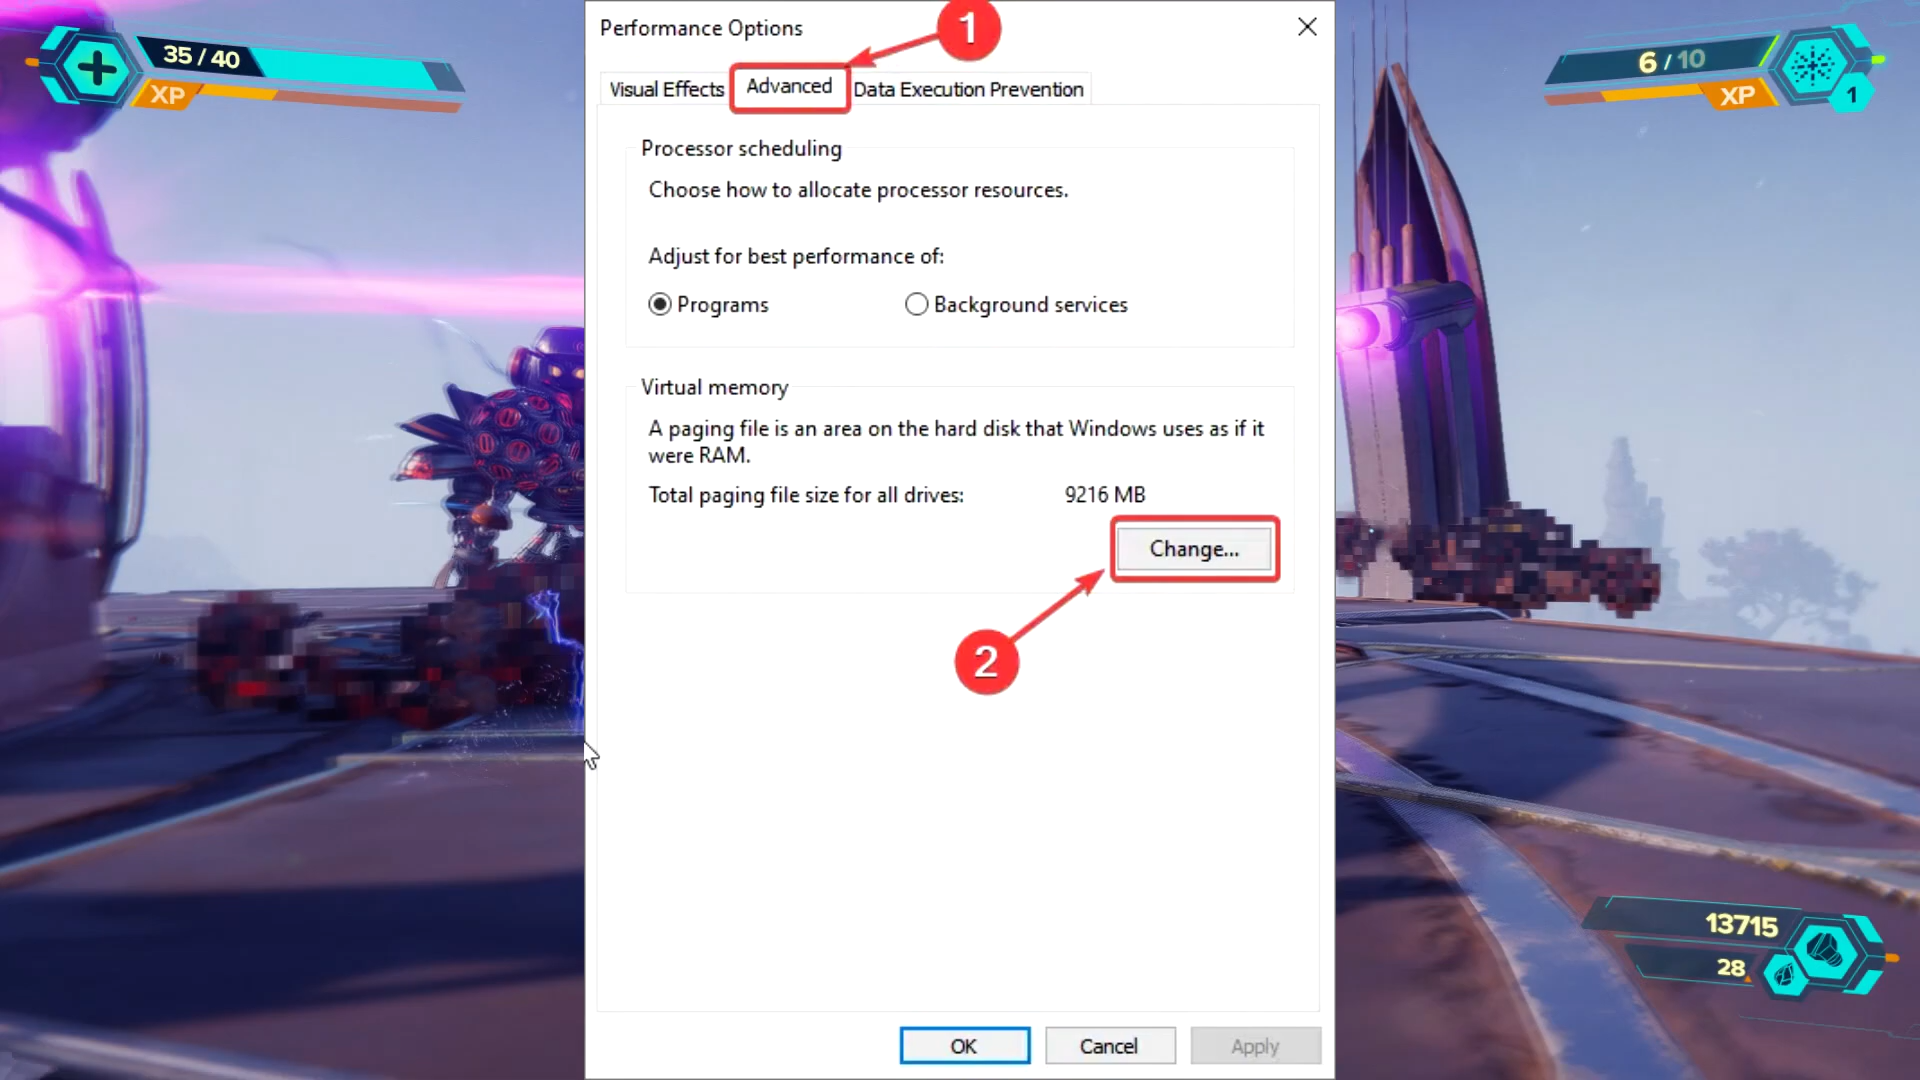 Performance Options
1
Visual Effects
Advanced
Data Execution Prevention
35 / 40
XP
6 / 10
XP
1
Processor scheduling
Choose how to allocate processor resources.
Adjust for best performance of:
Programs
Background services
Virtual memory
A paging file is an area on the hard disk that Windows uses as if it
were RAM.
Total paging file size for all drives:
9216 MB
Change...
2
13715
28
OK
Cancel
Apply